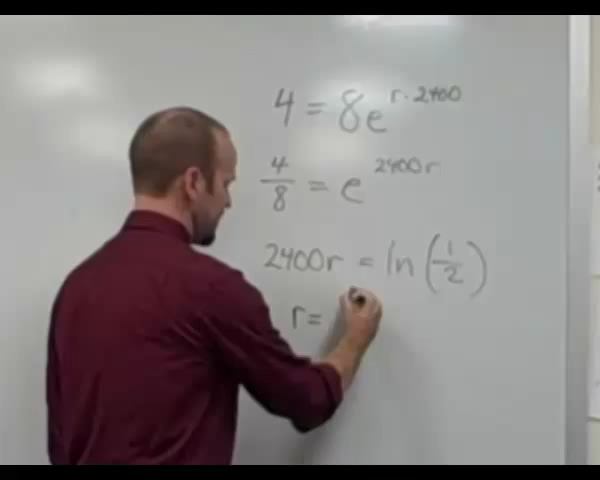 4 = 8e^{r · 2400}
4/8 = e^{2400r}
2400r = ln(1/2)
r =